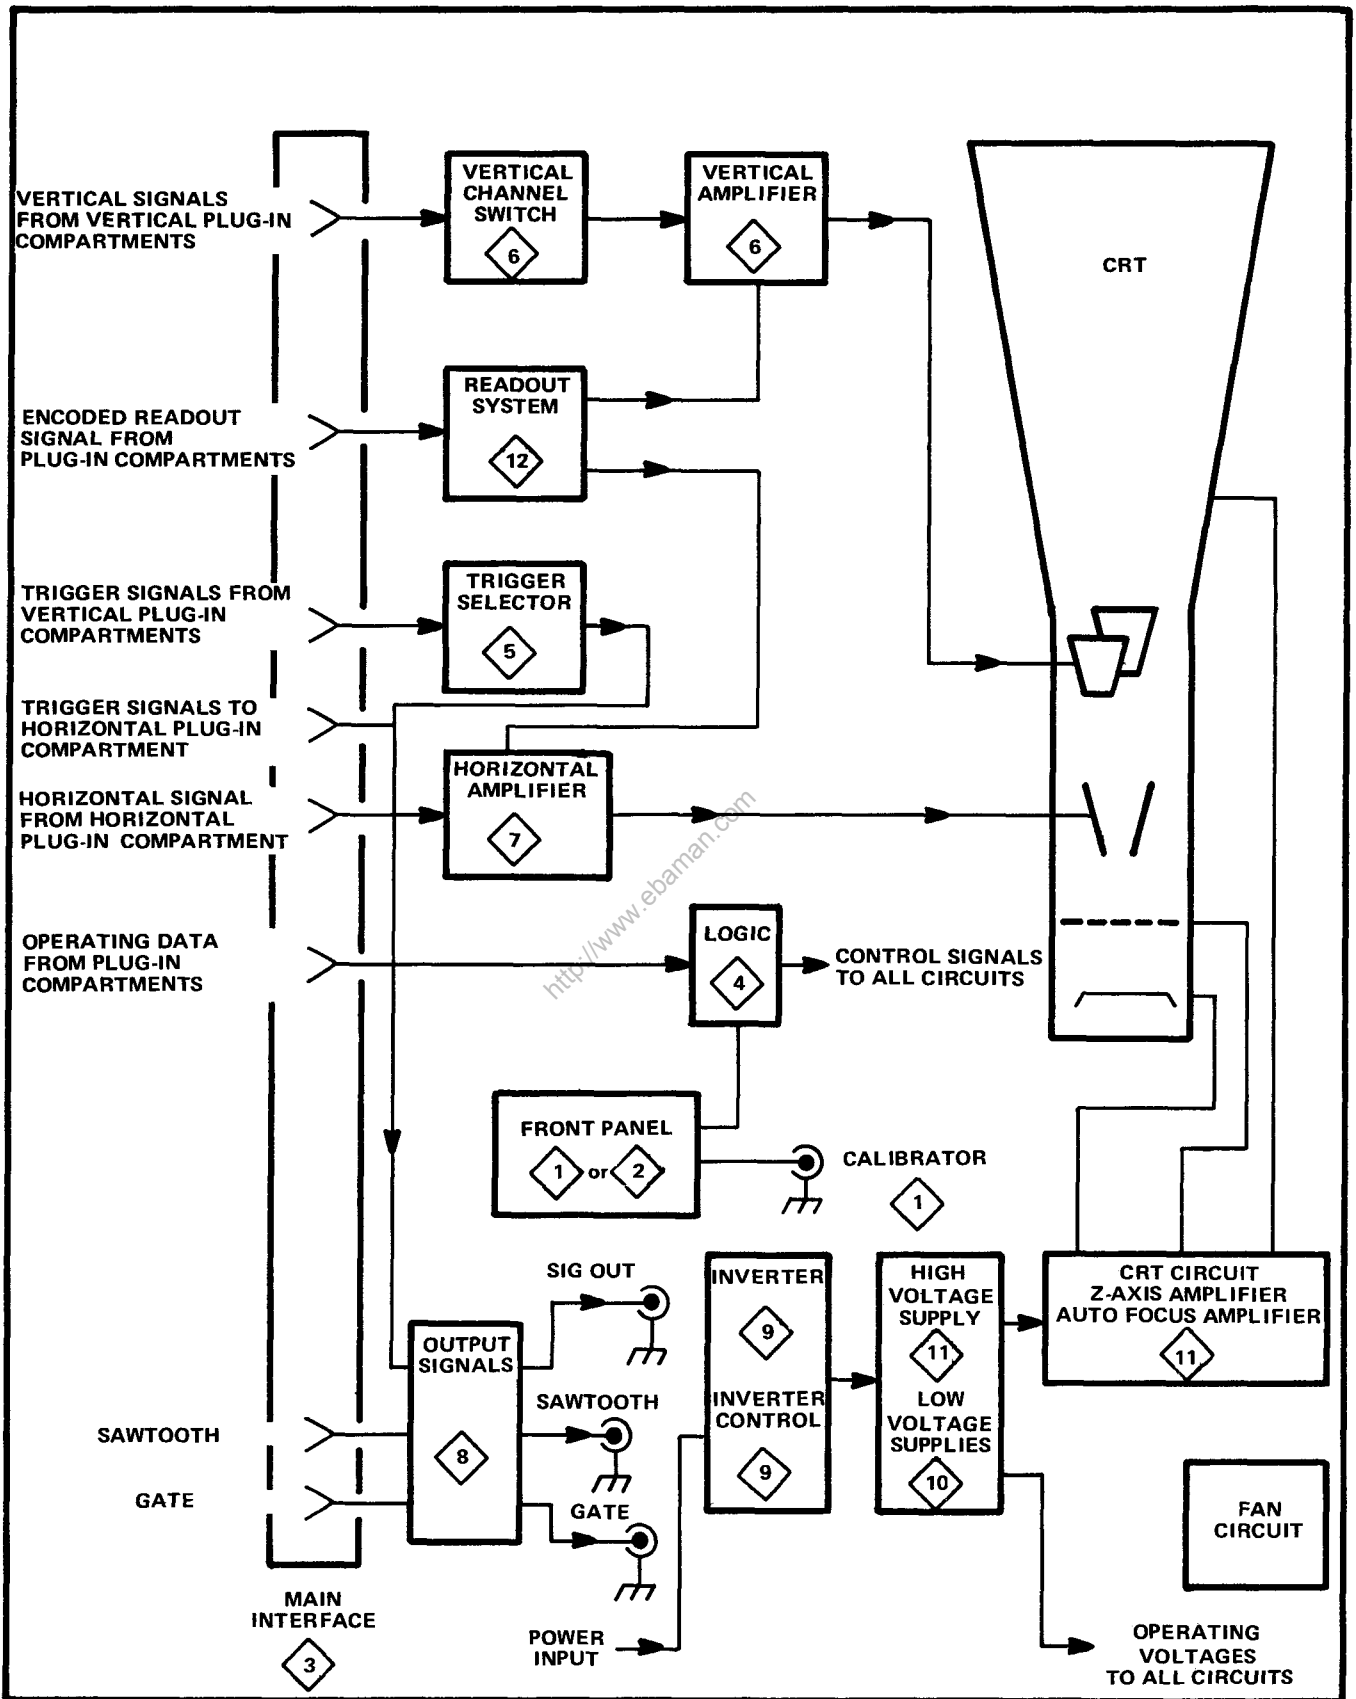 VERTICAL SIGNALS
FROM VERTICAL PLUG-IN
COMPARTMENTS
VERTICAL
CHANNEL
SWITCH
6
VERTICAL
AMPLIFIER
6
CRT
ENCODED READOUT
SIGNAL FROM
PLUG-IN COMPARTMENTS
READOUT
SYSTEM
12
TRIGGER SIGNALS FROM
VERTICAL PLUG-IN
COMPARTMENTS
TRIGGER
SELECTOR
5
TRIGGER SIGNALS TO
HORIZONTAL PLUG-IN
COMPARTMENT
HORIZONTAL SIGNAL
FROM HORIZONTAL
PLUG-IN COMPARTMENT
HORIZONTAL
AMPLIFIER
7
http://www.ebaman.com
OPERATING DATA
FROM PLUG-IN
COMPARTMENTS
LOGIC
4
CONTROL SIGNALS
TO ALL CIRCUITS
FRONT PANEL
1 or 2
CALIBRATOR
1
SIG OUT
OUTPUT
SIGNALS
8
SAWTOOTH
GATE
SAWTOOTH
GATE
INVERTER
9
INVERTER
CONTROL
9
HIGH
VOLTAGE
SUPPLY
11
LOW
VOLTAGE
SUPPLIES
10
CRT CIRCUIT
Z-AXIS AMPLIFIER
AUTO FOCUS AMPLIFIER
11
FAN
CIRCUIT
MAIN
INTERFACE
3
POWER
INPUT
OPERATING
VOLTAGES
TO ALL CIRCUITS